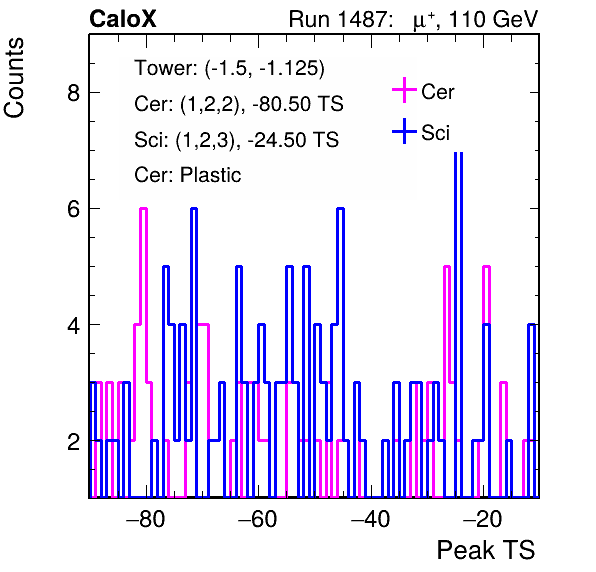 CaloX Run 1487: μ⁺, 110 GeV
Counts
Tower: (-1.5, -1.125)
Cer: (1,2,2), -80.50 TS
Sci: (1,2,3), -24.50 TS
Cer: Plastic
Cer
Sci
8
6
4
2
−80 −60 −40 −20
Peak TS